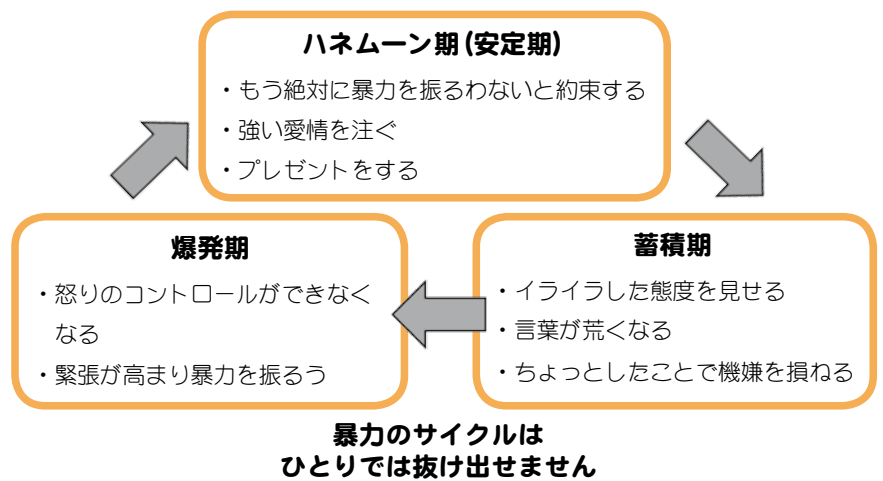 ハネムーン期(安定期)
・もう絶対に暴力を振るわないと約束する
・強い愛情を注ぐ
・プレゼントをする
爆発期
・怒りのコントロールができなく
なる
・緊張が高まり暴力を振るう
蓄積期
・イライラした態度を見せる
・言葉が荒くなる
・ちょっとしたことで機嫌を損ねる
暴力のサイクルは
ひとりでは抜け出せません